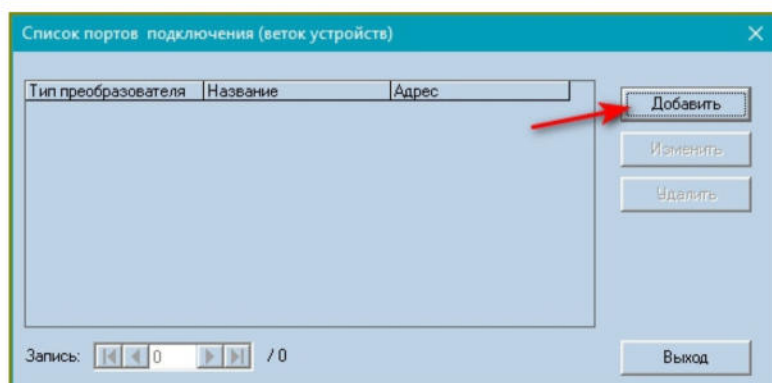 Список портов подключения (веток устройств)
Тип преобразователя Название Адрес
Добавить
Изменить
Удалить
Запись: 0 / 0
Выход